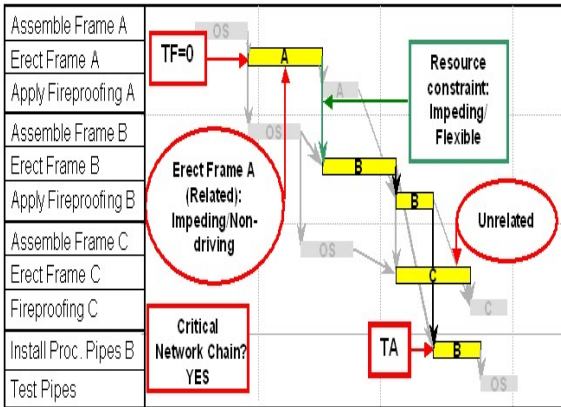 Assemble Frame A
OS
Erect Frame A
TF=0
A
Apply Fireproofing A
A
Resource
constraint:
Impeding/
Flexible
Assemble Frame B
OS
Erect Frame B
B
Apply Fireproofing B
B
Erect Frame A
(Related):
Impeding/Non-
driving
Unrelated
Assemble Frame C
OS
Erect Frame C
C
Fireproofing C
C
Critical
Network Chain?
YES
Install Proc. Pipes B
TA
B
Test Pipes
OS